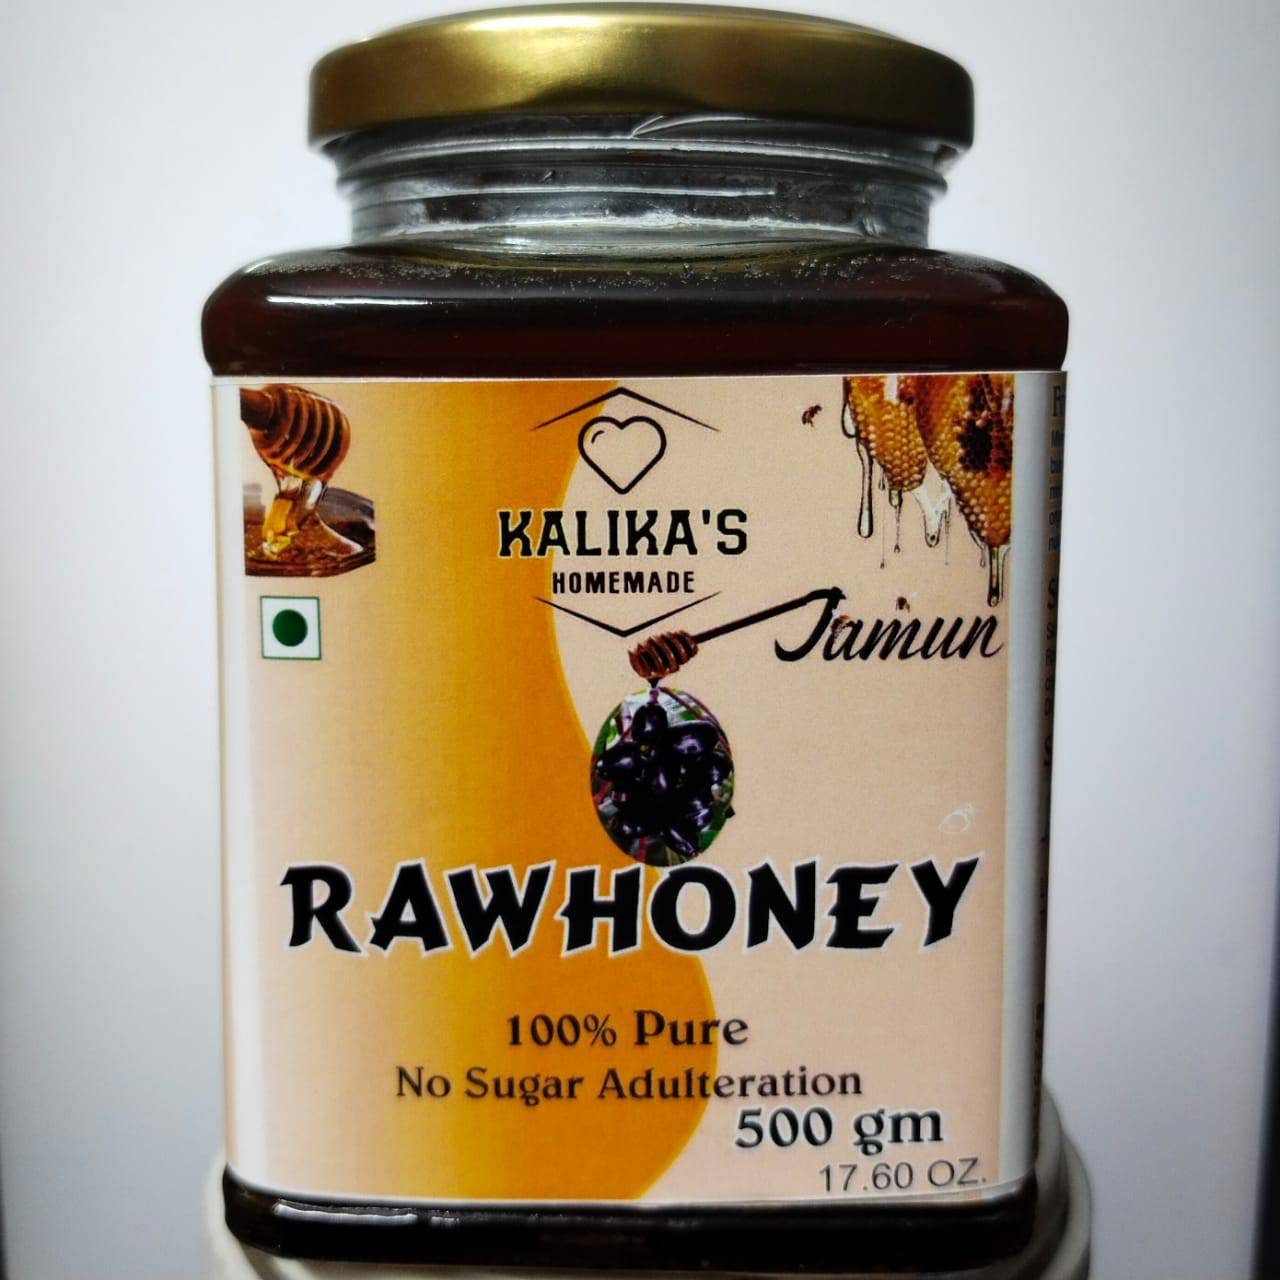 KALIKA'S
HOMEMADE
Jamun
RAWHONEY
100% Pure
No Sugar Adulteration
500 gm
17.60 OZ.